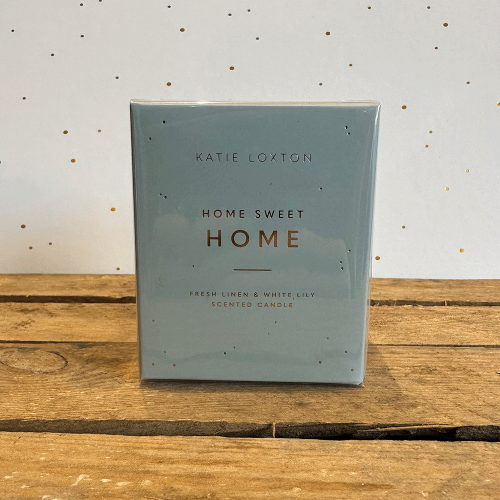 KATIE LOXTON
HOME SWEET
HOME
FRESH LINEN & WHITE LILY
SCENTED CANDLE